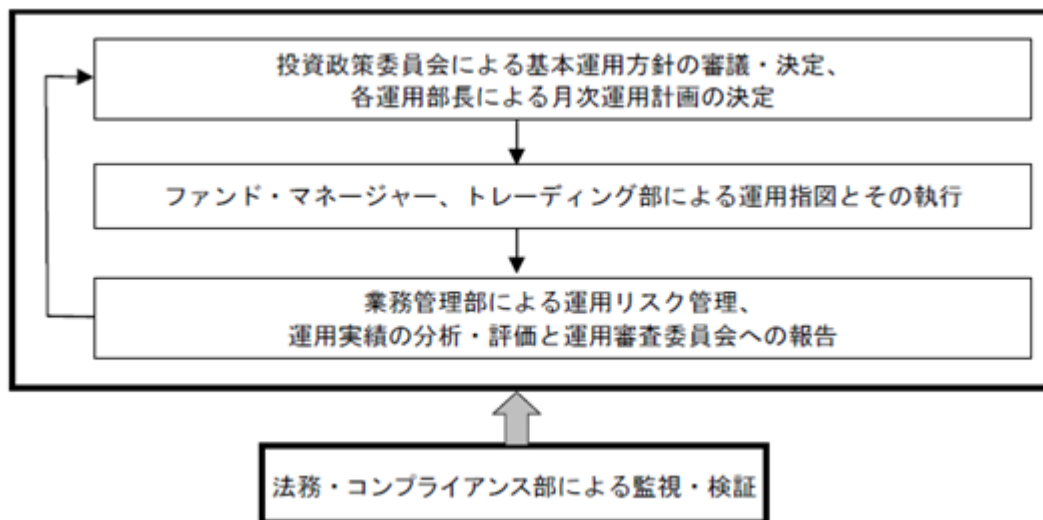 投資政策委員会による基本運用方針の審議・決定、
各運用部長による月次運用計画の決定
ファンド・マネージャー、トレーディング部による運用指図とその執行
業務管理部による運用リスク管理、
運用実績の分析・評価と運用審査委員会への報告
法務・コンプライアンス部による監視・検証